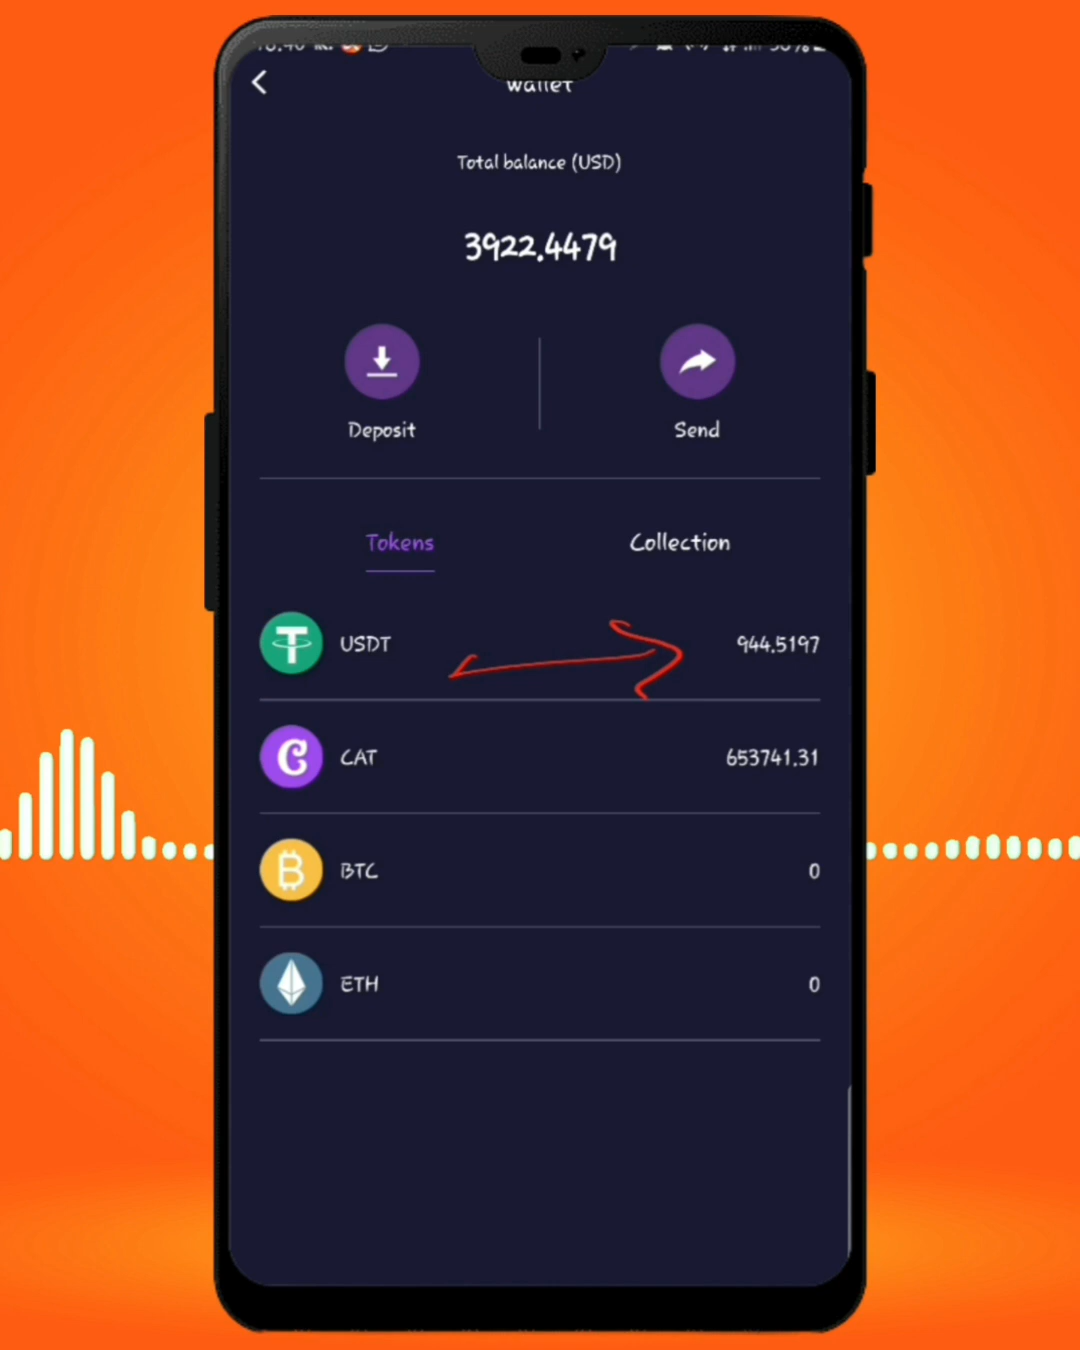 wallet
Total balance (USD)
3922.4479
Deposit
Send
Tokens
Collection
USDT
944.5197
CAT
653741.31
BTC
0
ETH
0